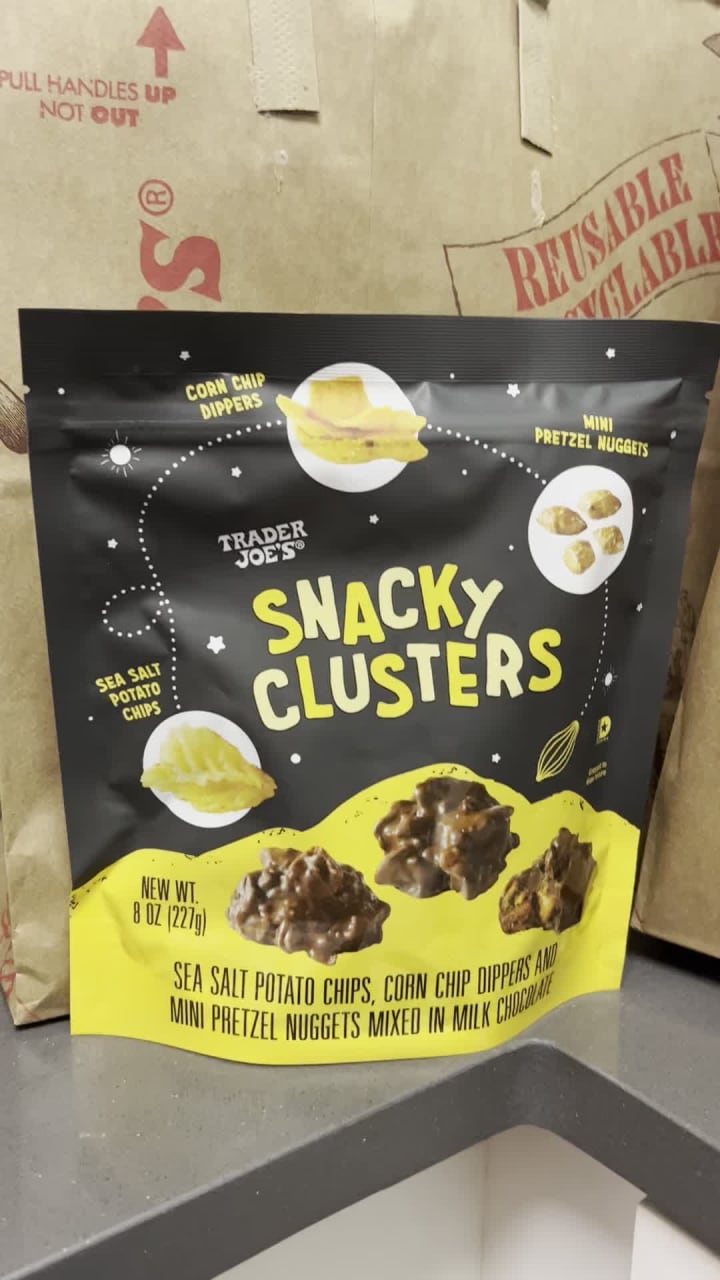 PULL HANDLES UP
NOT OUT
S®
REUSABLE
CORN CHIP
DIPPERS
MINI
PRETZEL NUGGETS
TRADER
JOE'S®
SNACKY
CLUSTERS
SEA SALT
POTATO
CHIPS
D
NEW WT.
8 OZ (227g)
SEA SALT POTATO CHIPS, CORN CHIP DIPPERS AND
MINI PRETZEL NUGGETS MIXED IN MILK CHOCOLATE